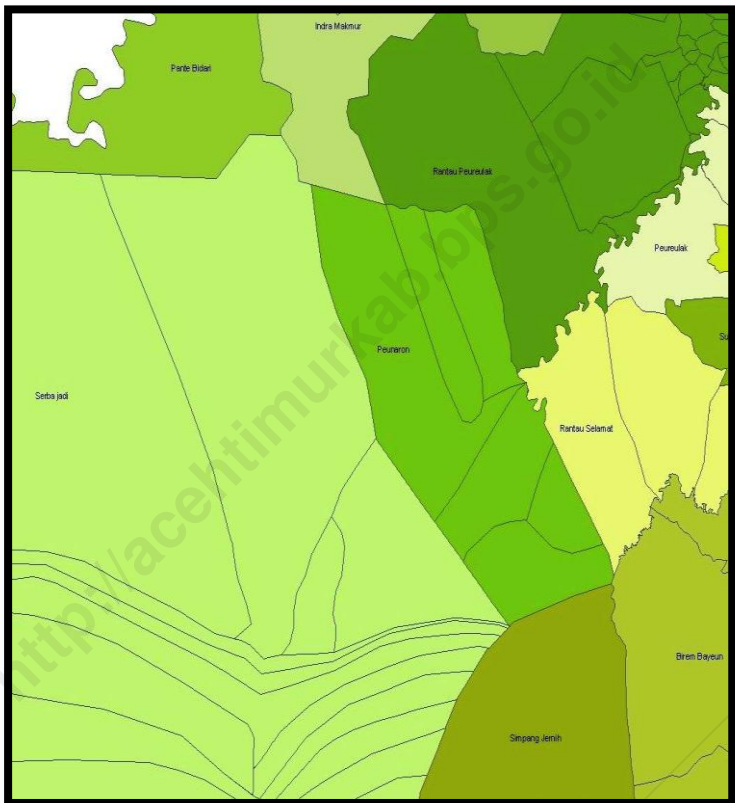 Indra Makmur
Pante Bidari
Rantau Peureulak
Peureulak
Su
Peunaron
Serba jadi
Rantau Selamat
Birem Bayeun
Simpang Jernih
http://acehtimurkab.bps.go.id